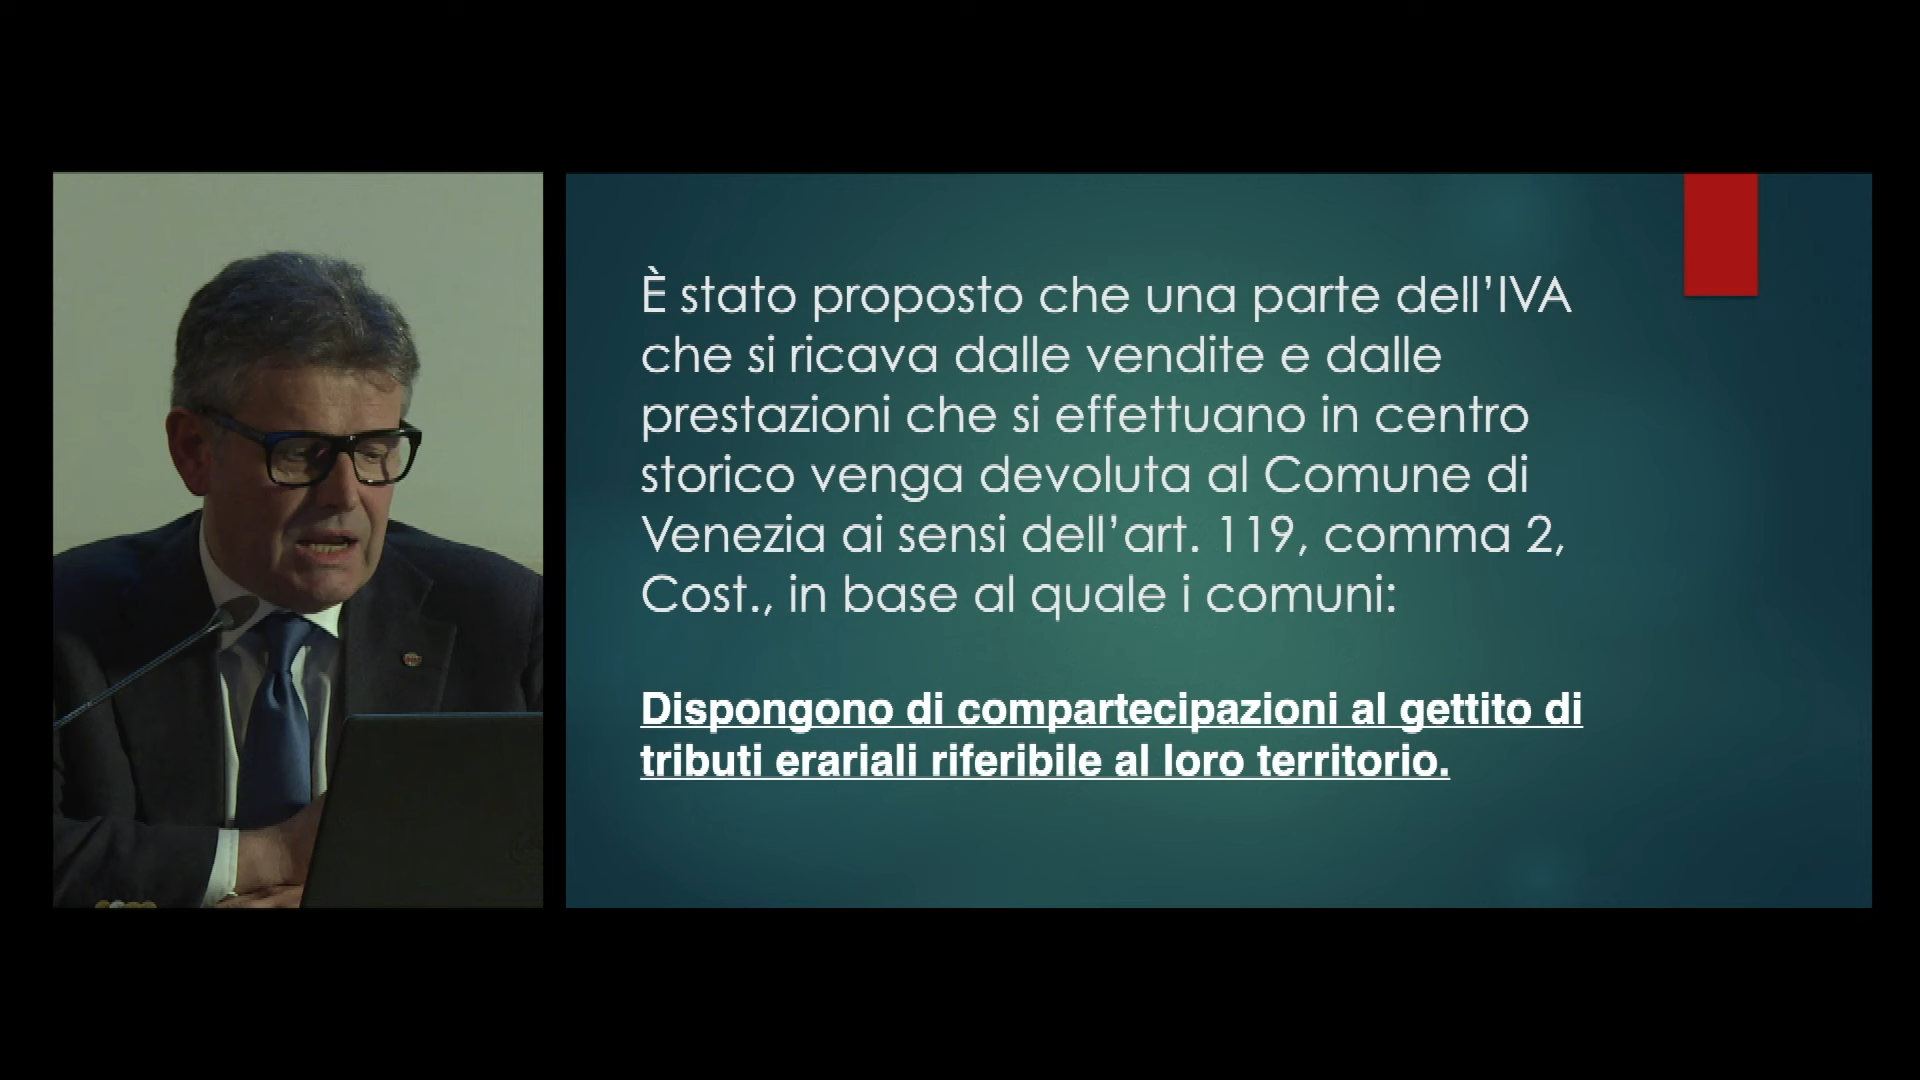 È stato proposto che una parte dell’IVA
che si ricava dalle vendite e dalle
prestazioni che si effettuano in centro
storico venga devoluta al Comune di
Venezia ai sensi dell’art. 119, comma 2,
Cost., in base al quale i comuni:
Dispongono di compartecipazioni al gettito di
tributi erariali riferibile al loro territorio.